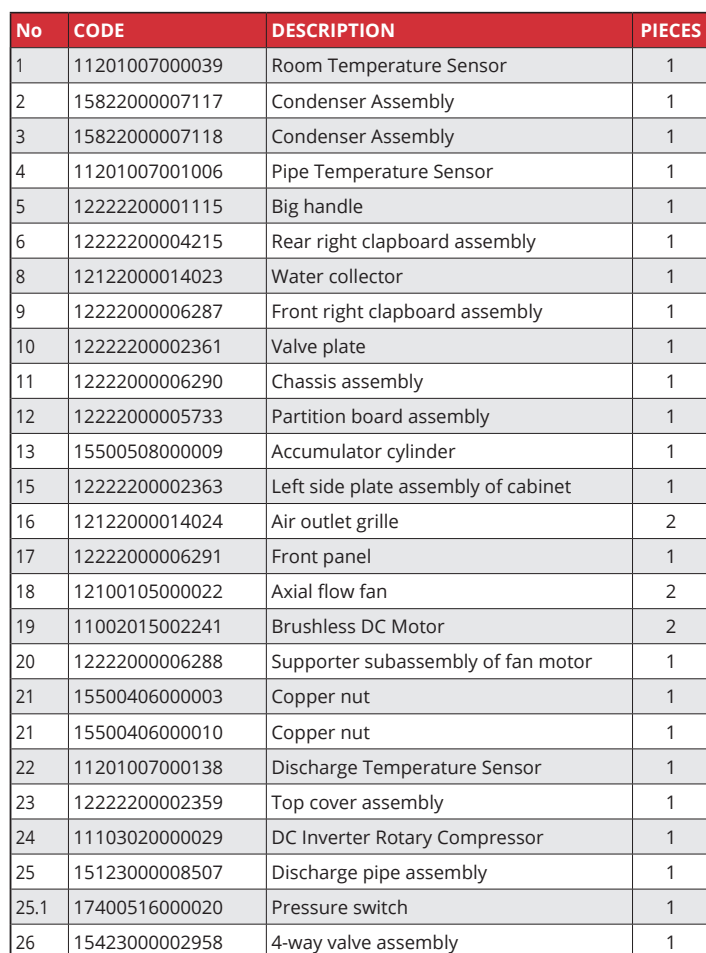 No CODE DESCRIPTION PIECES
1 11201007000039 Room Temperature Sensor 1
2 15822000007117 Condenser Assembly 1
3 15822000007118 Condenser Assembly 1
4 11201007001006 Pipe Temperature Sensor 1
5 12222200001115 Big handle 1
6 12222200004215 Rear right clapboard assembly 1
8 12122000014023 Water collector 1
9 12222000006287 Front right clapboard assembly 1
10 12222200002361 Valve plate 1
11 12222000006290 Chassis assembly 1
12 12222000005733 Partition board assembly 1
13 15500508000009 Accumulator cylinder 1
15 12222200002363 Left side plate assembly of cabinet 1
16 12122000014024 Air outlet grille 2
17 12222000006291 Front panel 1
18 12100105000022 Axial flow fan 2
19 11002015002241 Brushless DC Motor 2
20 12222000006288 Supporter subassembly of fan motor 1
21 15500406000003 Copper nut 1
21 15500406000010 Copper nut 1
22 11201007000138 Discharge Temperature Sensor 1
23 12222200002359 Top cover assembly 1
24 11103020000029 DC Inverter Rotary Compressor 1
25 15123000008507 Discharge pipe assembly 1
25.1 17400516000020 Pressure switch 1
26 15423000002958 4-way valve assembly 1